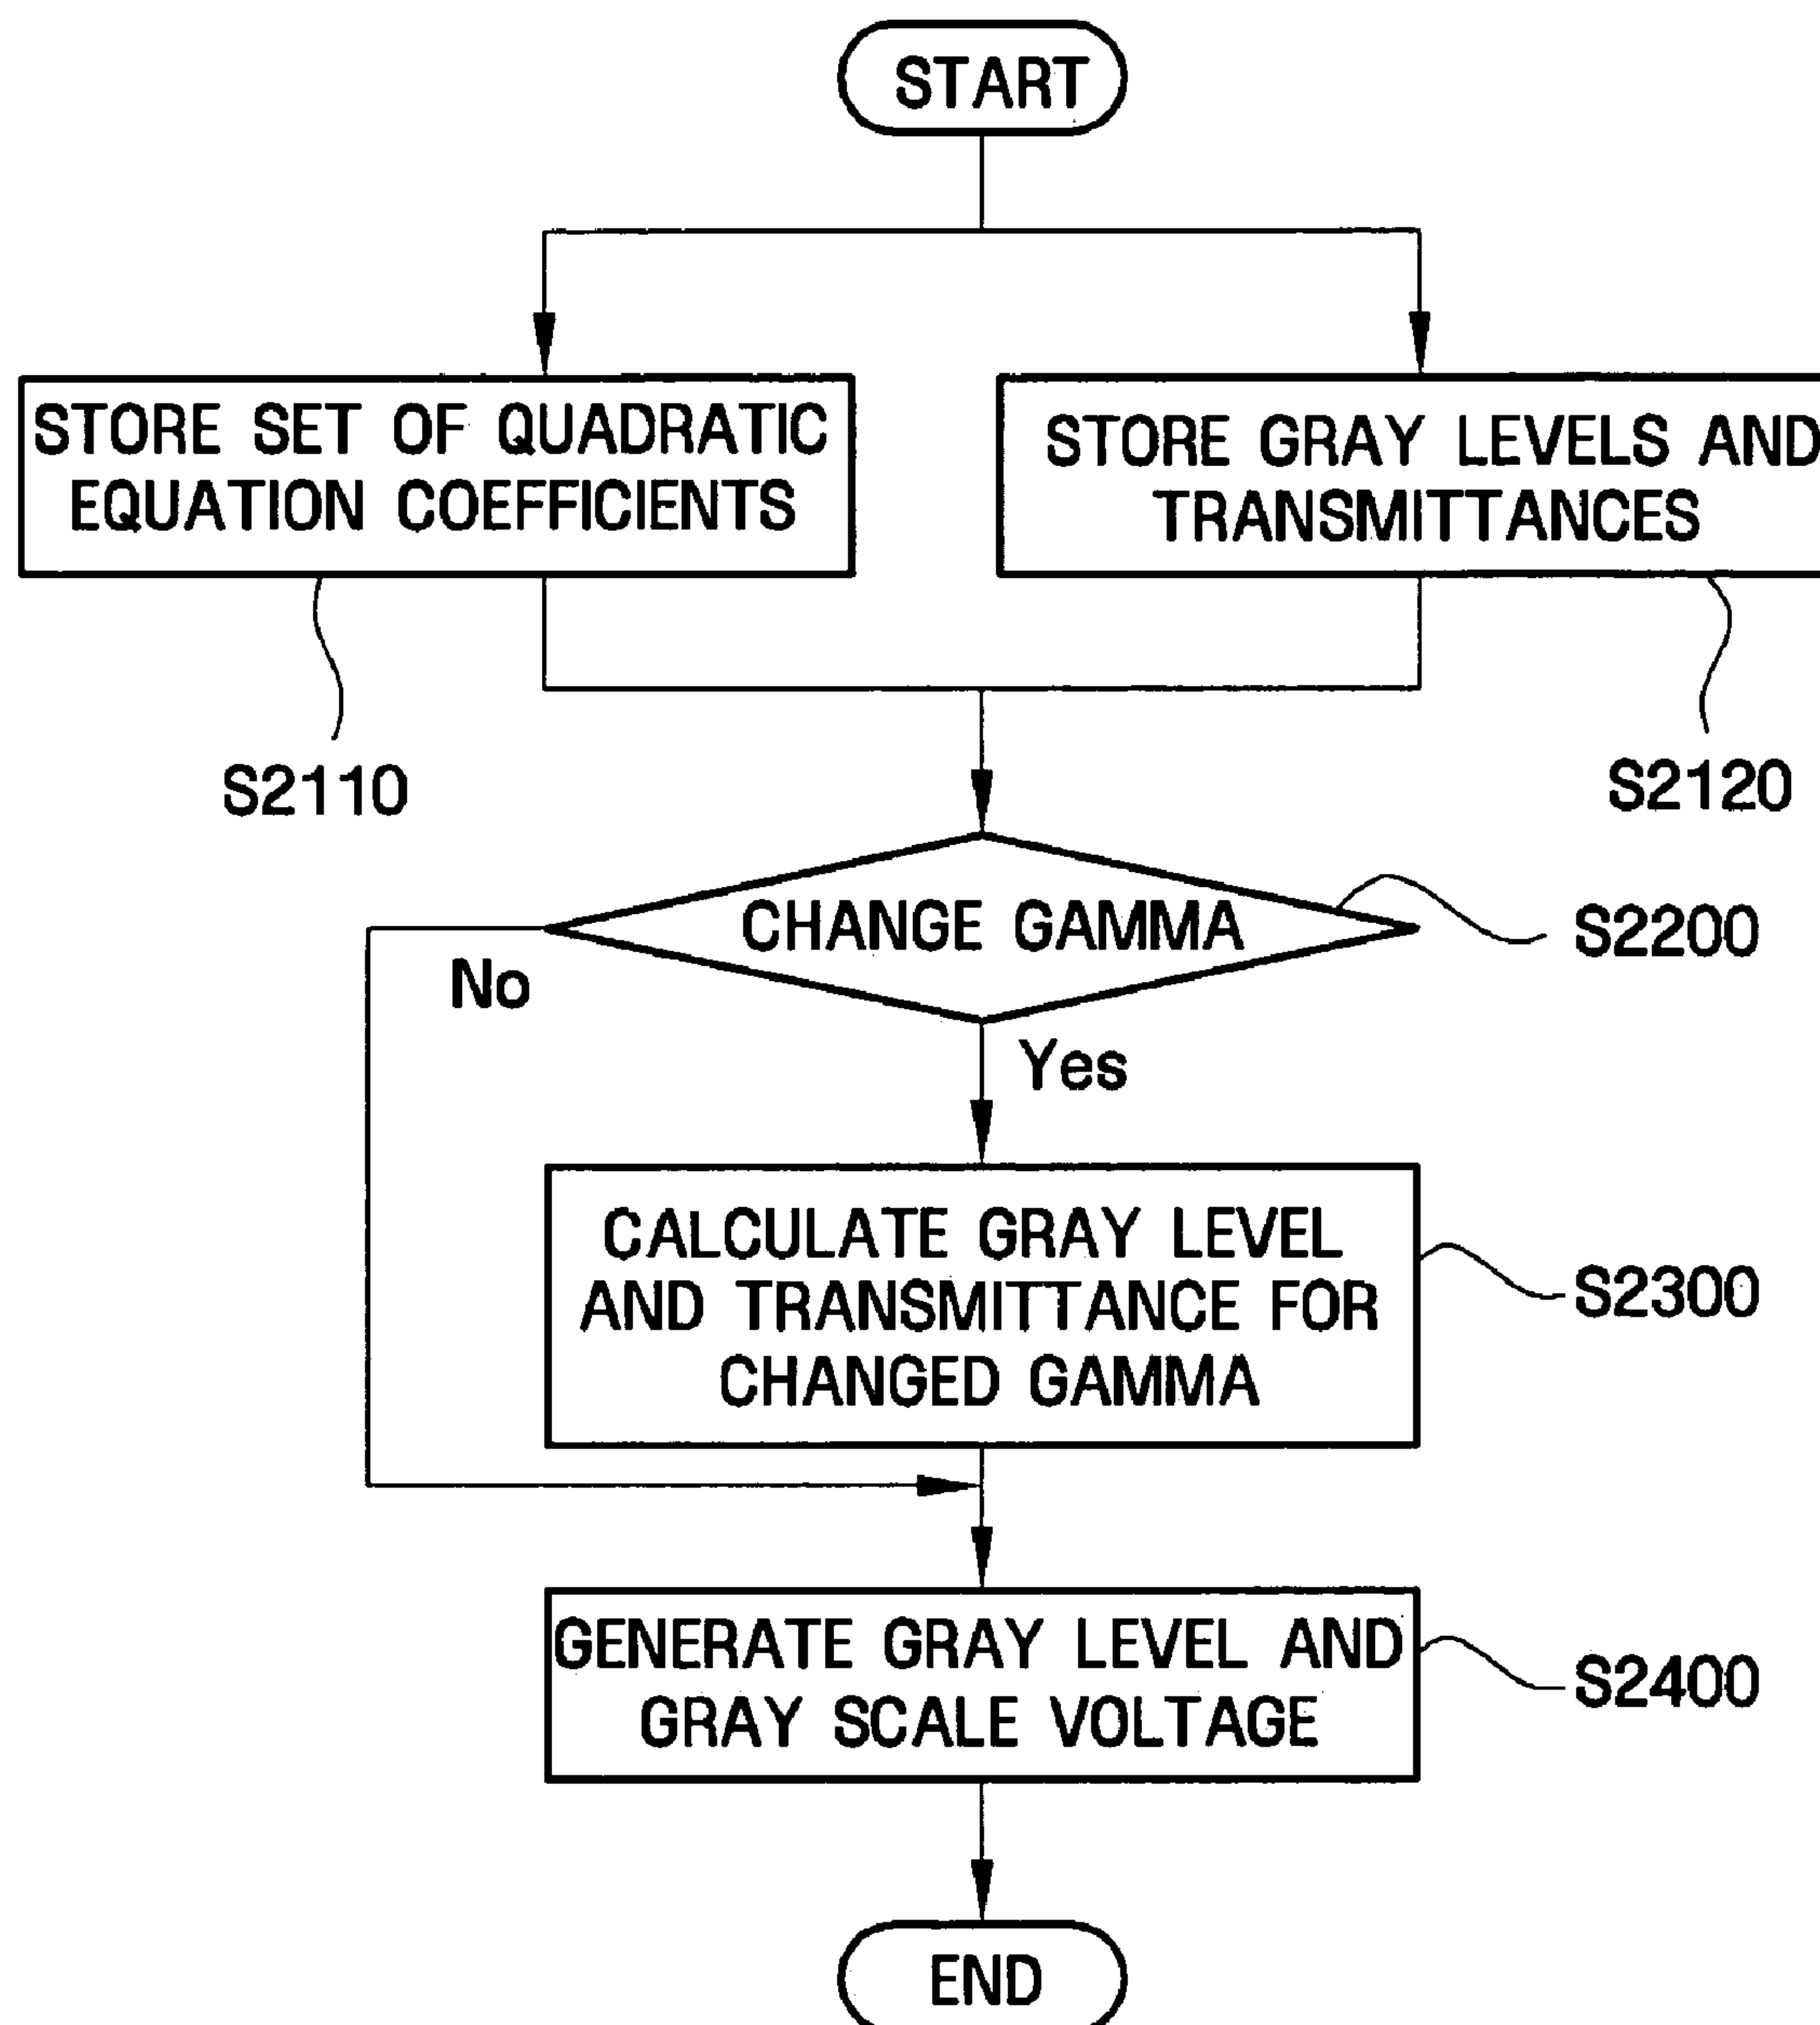 START
STORE SET OF QUADRATIC
EQUATION COEFFICIENTS
STORE GRAY LEVELS AND
TRANSMITTANCES
S2110
S2120
CHANGE GAMMA
S2200
No
Yes
CALCULATE GRAY LEVEL
AND TRANSMITTANCE FOR
CHANGED GAMMA
S2300
GENERATE GRAY LEVEL AND
GRAY SCALE VOLTAGE
S2400
END